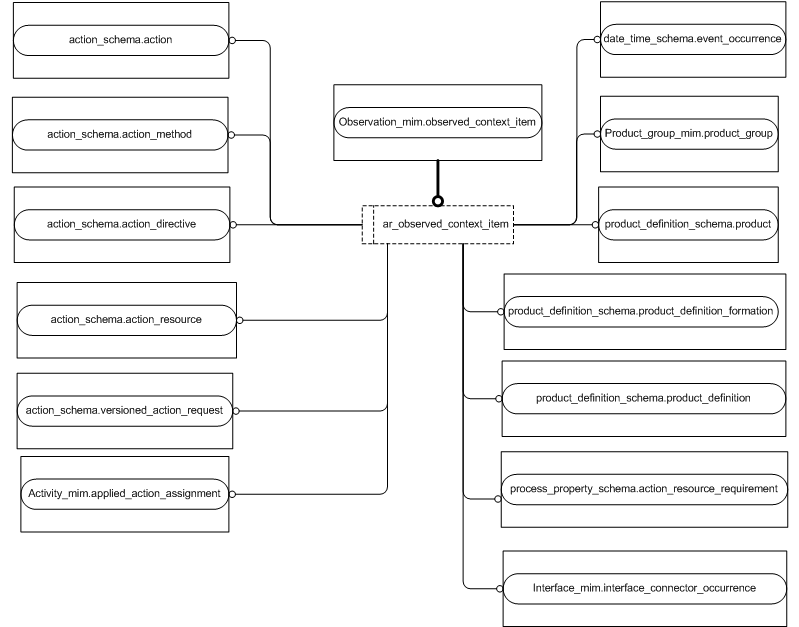 action_schema.action
date_time_schema.event_occurrence
Observation_mim.observed_context_item
action_schema.action_method
Product_group_mim.product_group
action_schema.action_directive
ar_observed_context_item
product_definition_schema.product
action_schema.action_resource
product_definition_schema.product_definition_formation
action_schema.versioned_action_request
product_definition_schema.product_definition
Activity_mim.applied_action_assignment
process_property_schema.action_resource_requirement
Interface_mim.interface_connector_occurrence